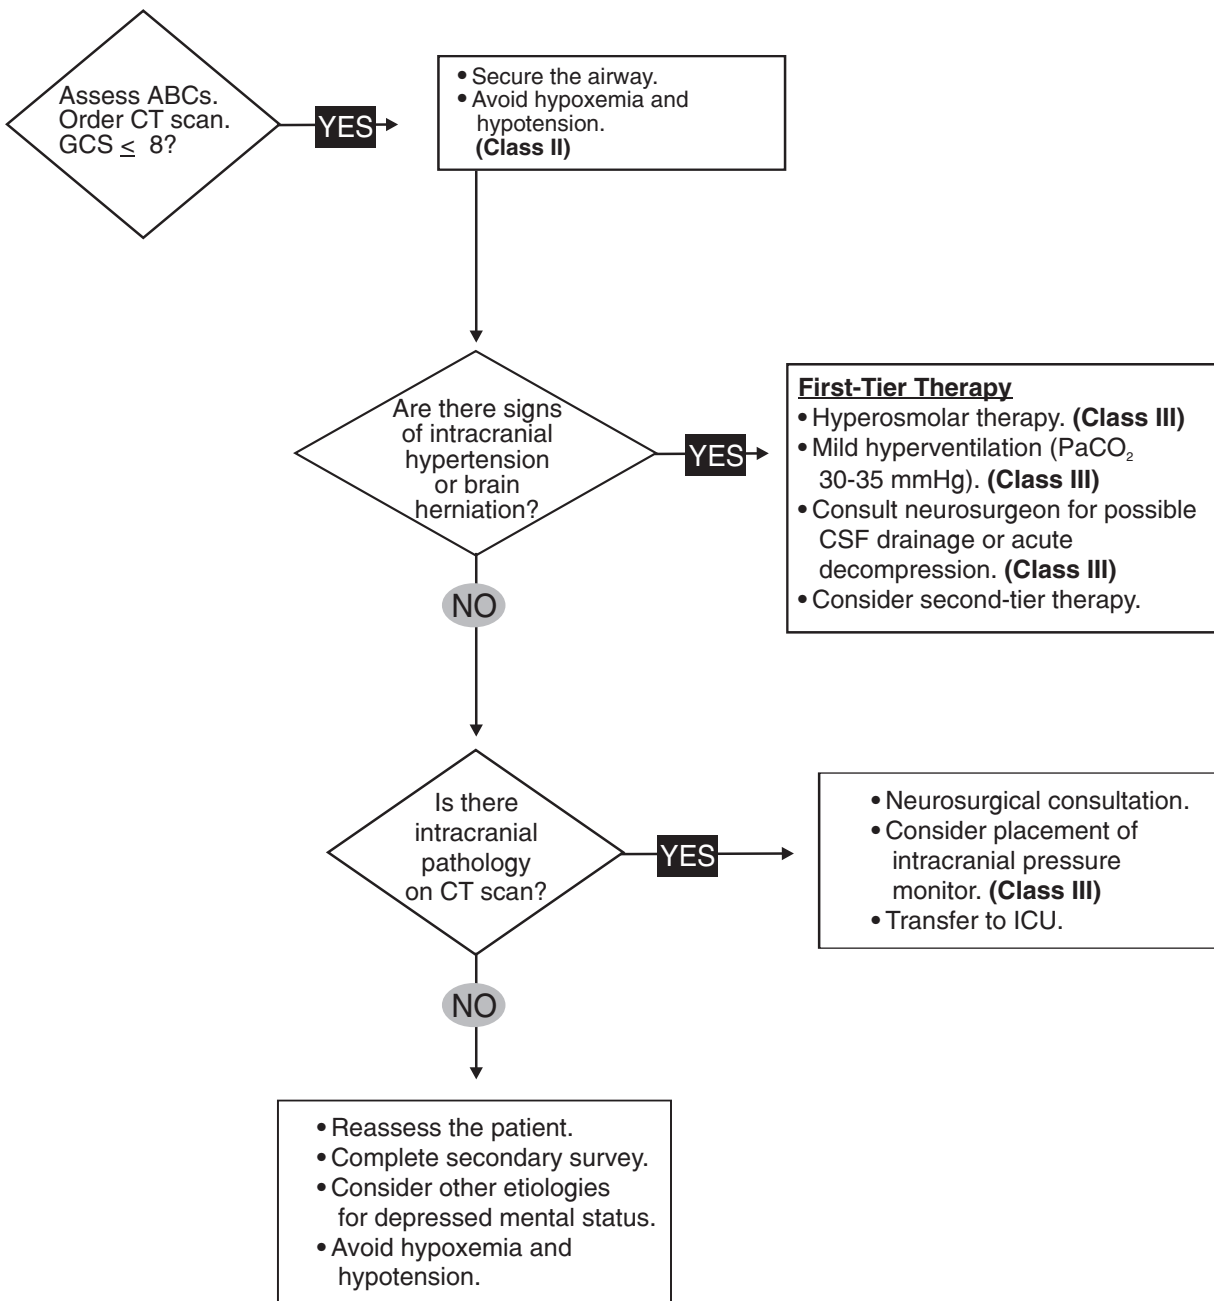 Assess ABCs.
Order CT scan.
GCS ≤ 8?
YES
• Secure the airway.
• Avoid hypoxemia and
hypotension.
(Class II)
Are there signs
of intracranial
hypertension
or brain
herniation?
YES
First-Tier Therapy
• Hyperosmolar therapy. (Class III)
• Mild hyperventilation (PaCO₂
30-35 mmHg). (Class III)
• Consult neurosurgeon for possible
CSF drainage or acute
decompression. (Class III)
• Consider second-tier therapy.
NO
Is there
intracranial
pathology
on CT scan?
YES
• Neurosurgical consultation.
• Consider placement of
intracranial pressure
monitor. (Class III)
• Transfer to ICU.
NO
• Reassess the patient.
• Complete secondary survey.
• Consider other etiologies
for depressed mental status.
• Avoid hypoxemia and
hypotension.